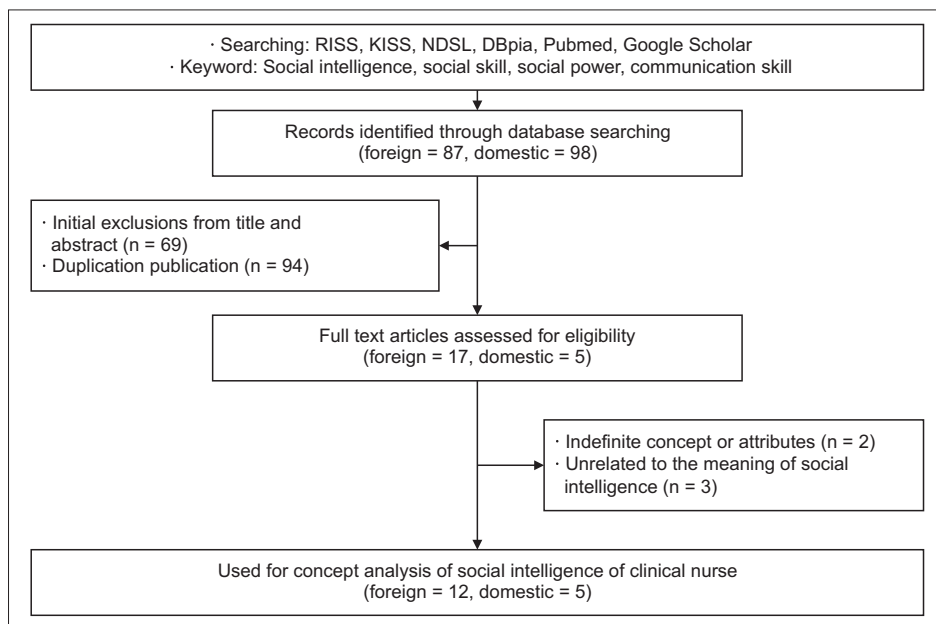 · Searching: RISS, KISS, NDSL, DBpia, Pubmed, Google Scholar
· Keyword: Social intelligence, social skill, social power, communication skill
Records identified through database searching
(foreign = 87, domestic = 98)
· Initial exclusions from title and
abstract (n = 69)
· Duplication publication (n = 94)
Full text articles assessed for eligibility
(foreign = 17, domestic = 5)
· Indefinite concept or attributes (n = 2)
· Unrelated to the meaning of social
intelligence (n = 3)
Used for concept analysis of social intelligence of clinical nurse
(foreign = 12, domestic = 5)